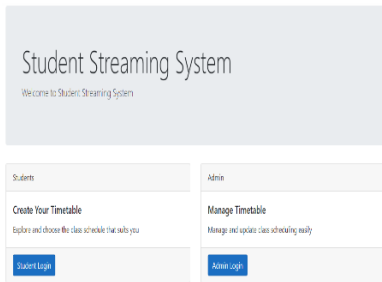 Student Streaming System
Welcome to Student Streaming System
Students
Admin
Create Your Timetable
Manage Timetable
Explore and choose the class schedule that suits you
Manage and update class scheduling easily
Student Login
Admin Login